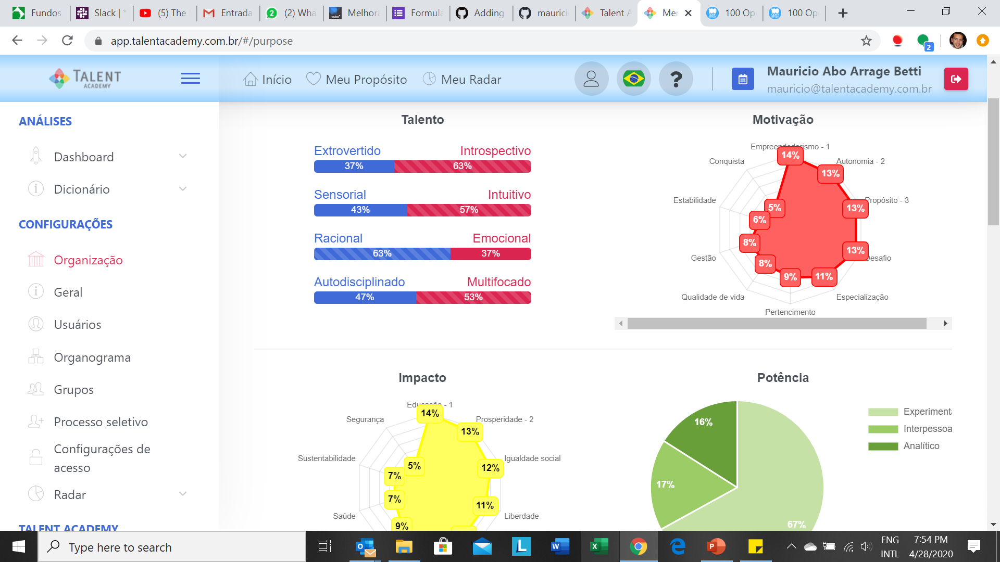 Fundos
Slack | *
(5) The
Entrada
(2) Wha
Melhora
Formulá
Adding
maurici
Talent A
Mer
100 Op
100 Op
app.talentacademy.com.br/#/purpose
2
TALENT
ACADEMY
Início
Meu Propósito
Meu Radar
?
Mauricio Abo Arrage Betti
mauricio@talentacademy.com.br
ANÁLISES
Dashboard
Dicionário
CONFIGURAÇÕES
Organização
Geral
Usuários
Organograma
Grupos
Processo seletivo
Configurações de
acesso
Radar
TALENT ACADEMY
Talento
Extrovertido Introspectivo
37% 63%
Sensorial Intuitivo
43% 57%
Racional Emocional
63% 37%
Autodisciplinado Multifocado
47% 53%
Motivação
Empreendedorismo - 1
14%
Conquista
Autonomia - 2
13%
Estabilidade
Propósito - 3
5%
13%
6%
8%
13%
Gestão
Desafio
8%
9%
11%
Qualidade de vida
Especialização
Pertencimento
Impacto
Educação - 1
14%
Segurança
Prosperidade - 2
13%
Sustentabilidade
Igualdade social
5%
12%
7%
7%
11%
Saúde
Liberdade
9%
Potência
16%
17%
67%
Experimenta
Interpessoa
Analítico
Type here to search
ENG
INTL
7:54 PM
4/28/2020